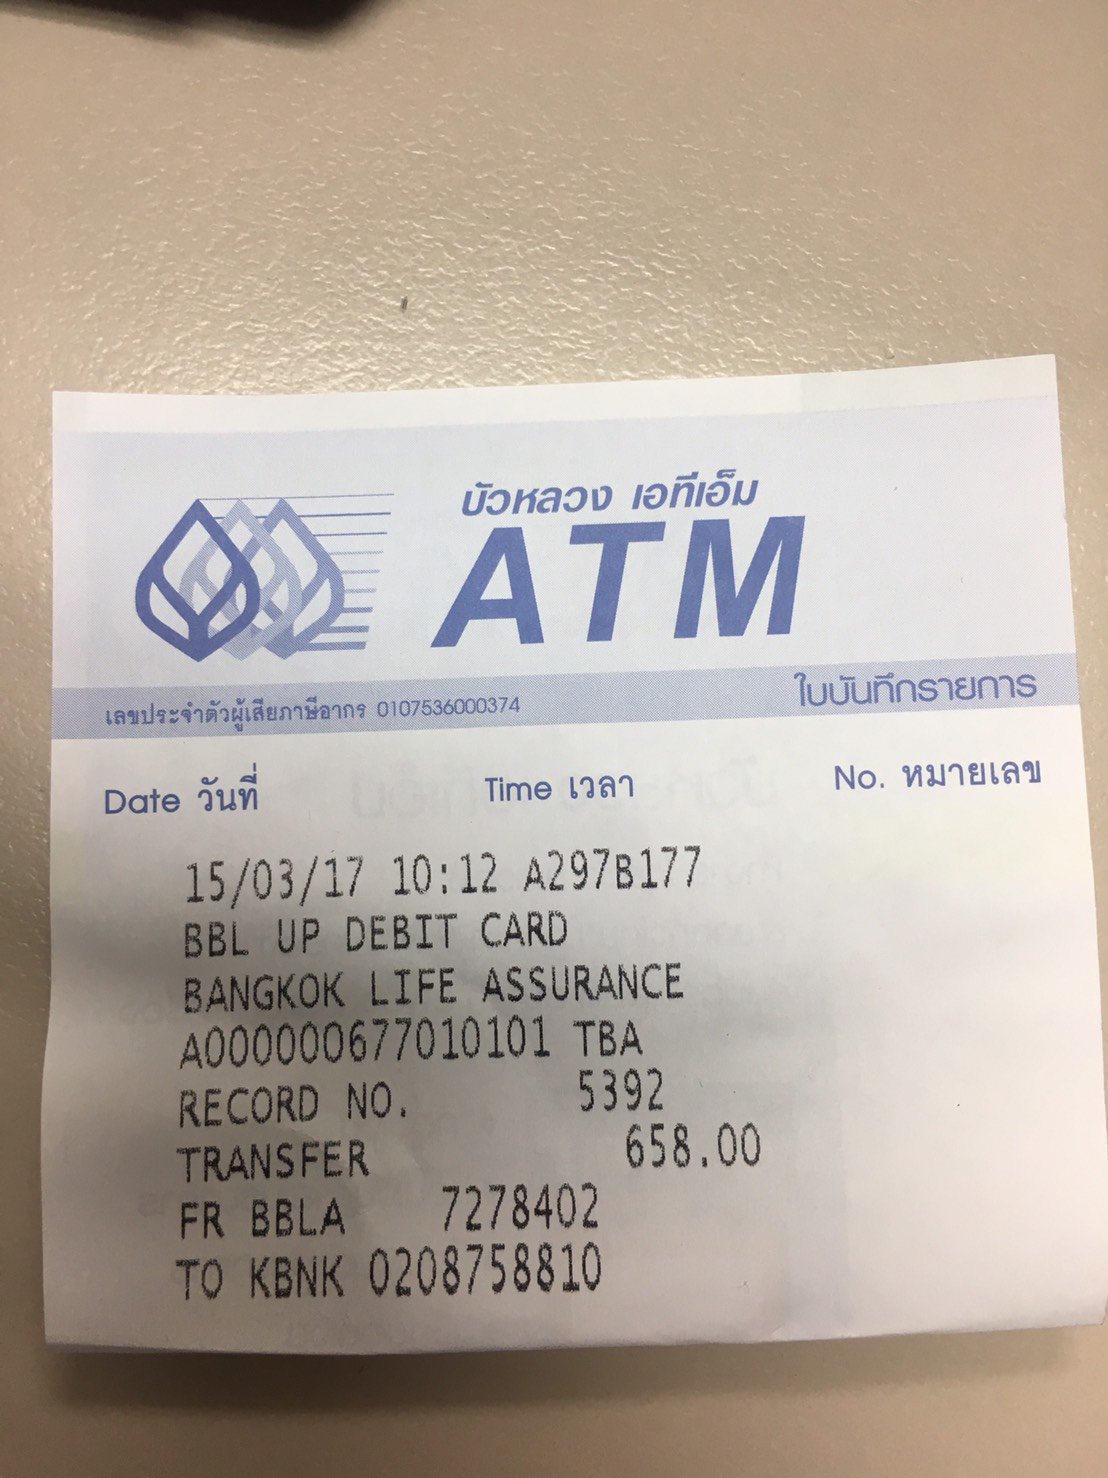 บัวหลวง เอทีเอ็ม
ATM
เลขประจำตัวผู้เสียภาษีอากร 0107536000374
ใบบันทึกรายการ
Date วันที่ Time เวลา No. หมายเลข
15/03/17 10:12 A297B177
BBL UP DEBIT CARD
BANGKOK LIFE ASSURANCE
A000000677010101 TBA
RECORD NO. 5392
TRANSFER 658.00
FR BBLA 7278402
TO KBNK 0208758810